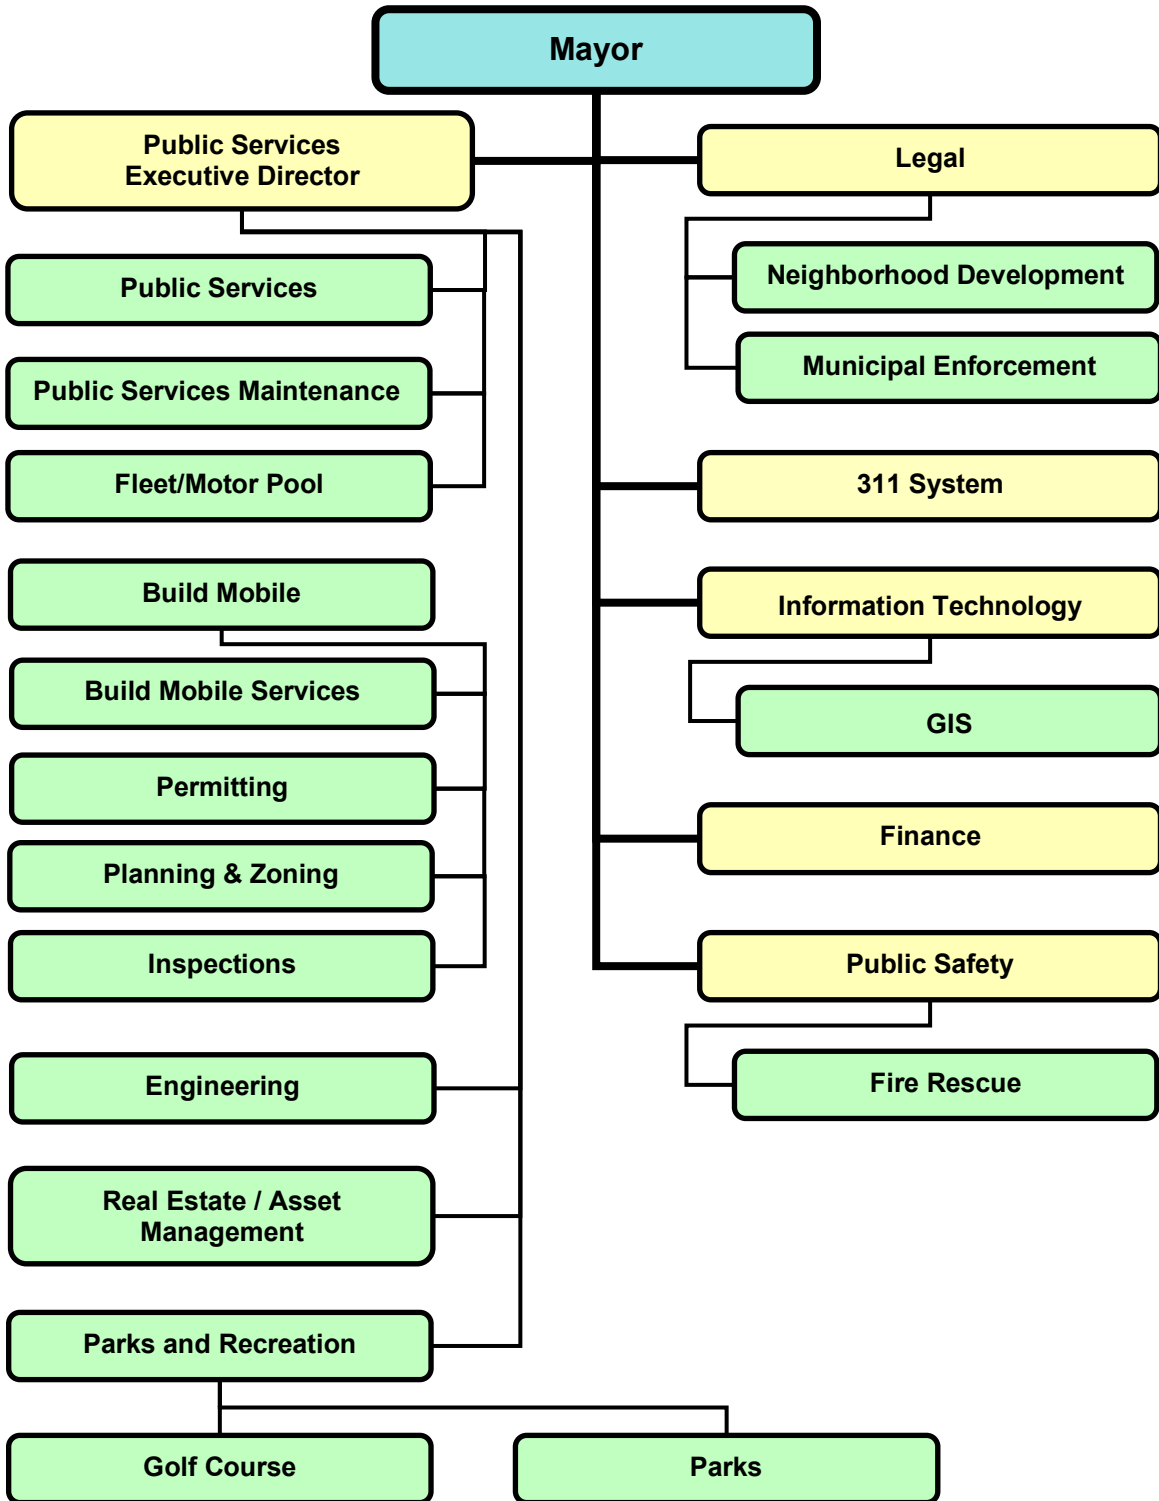 Mayor
Public Services
Executive Director
Public Services
Public Services Maintenance
Fleet/Motor Pool
Build Mobile
Build Mobile Services
Permitting
Planning & Zoning
Inspections
Engineering
Real Estate / Asset
Management
Parks and Recreation
Golf Course
Parks
Legal
Neighborhood Development
Municipal Enforcement
311 System
Information Technology
GIS
Finance
Public Safety
Fire Rescue